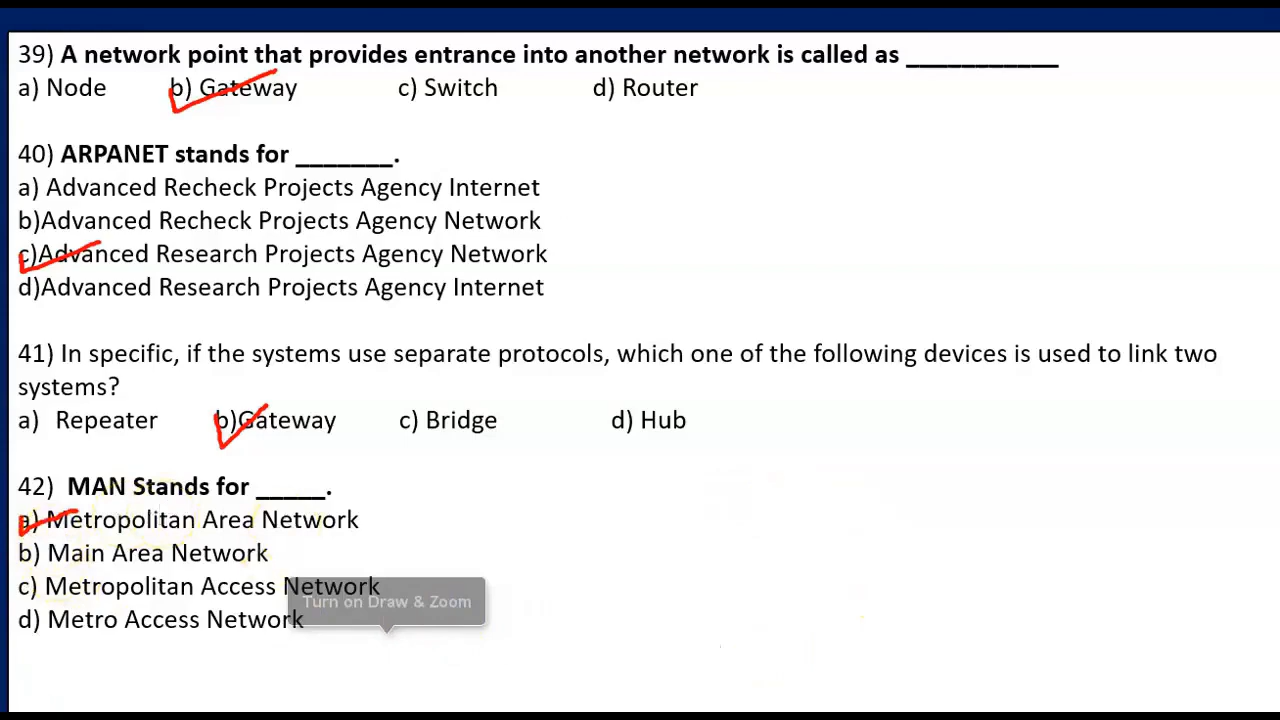 39) A network point that provides entrance into another network is called as ___________
a) Node b) Gateway c) Switch d) Router
40) ARPANET stands for _______.
a) Advanced Recheck Projects Agency Internet
b)Advanced Recheck Projects Agency Network
c)Advanced Research Projects Agency Network
d)Advanced Research Projects Agency Internet
41) In specific, if the systems use separate protocols, which one of the following devices is used to link two
systems?
a) Repeater b)Gateway c) Bridge d) Hub
42) MAN Stands for _____.
a) Metropolitan Area Network
b) Main Area Network
c) Metropolitan Access Network
Turn on Draw & Zoom
d) Metro Access Network